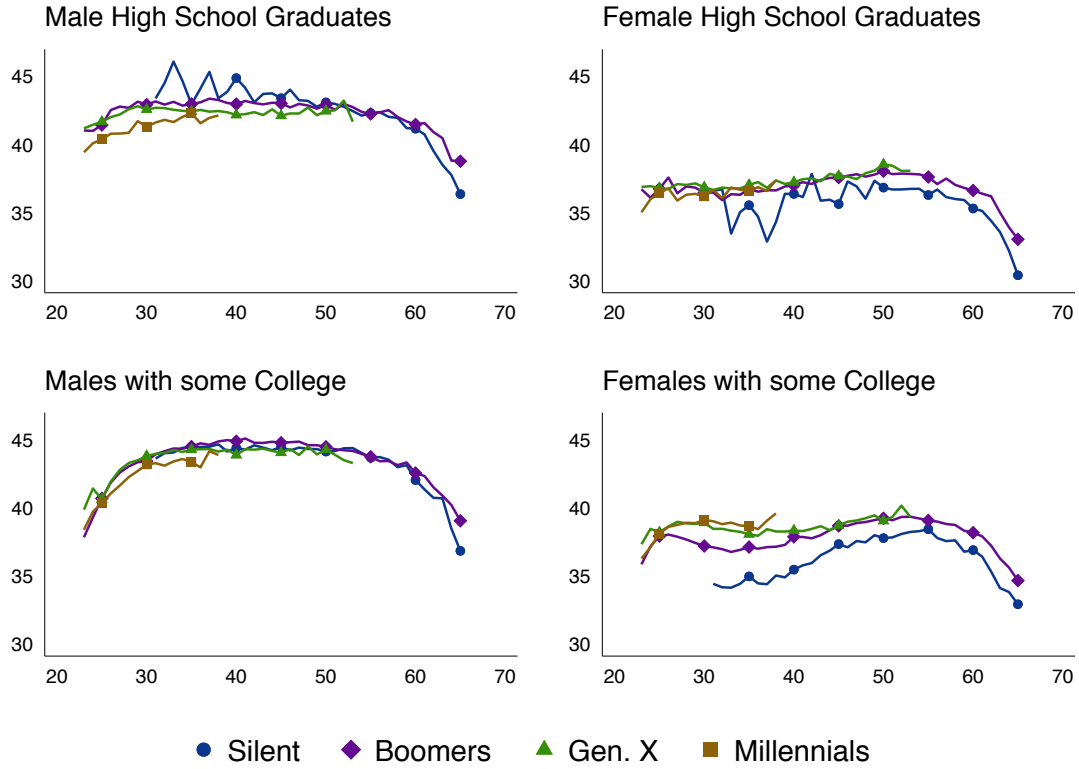 Male High School Graduates
45
40
35
30
20 30 40 50 60 70
Female High School Graduates
45
40
35
30
20 30 40 50 60 70
Males with some College
45
40
35
30
20 30 40 50 60 70
Females with some College
45
40
35
30
20 30 40 50 60 70
Silent Boomers Gen. X Millennials